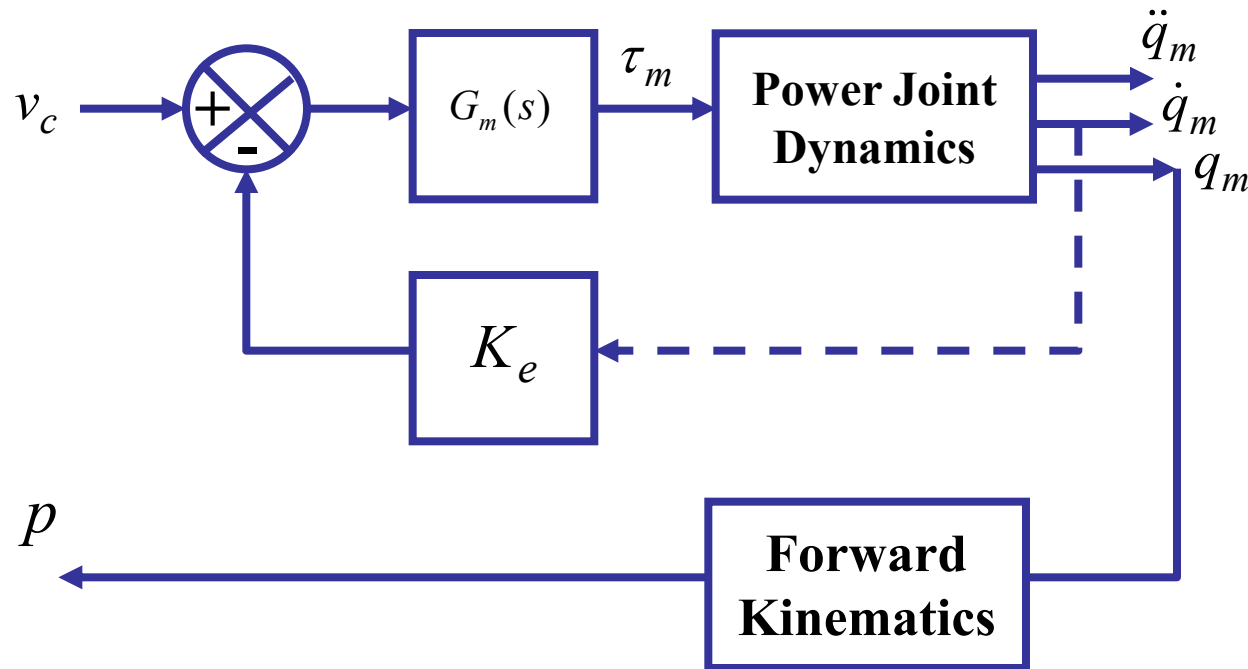 v_c
+
-
G_m(s)
τ_m
Power Joint
Dynamics
q̈_m
q̇_m
q_m
K_e
p
Forward
Kinematics